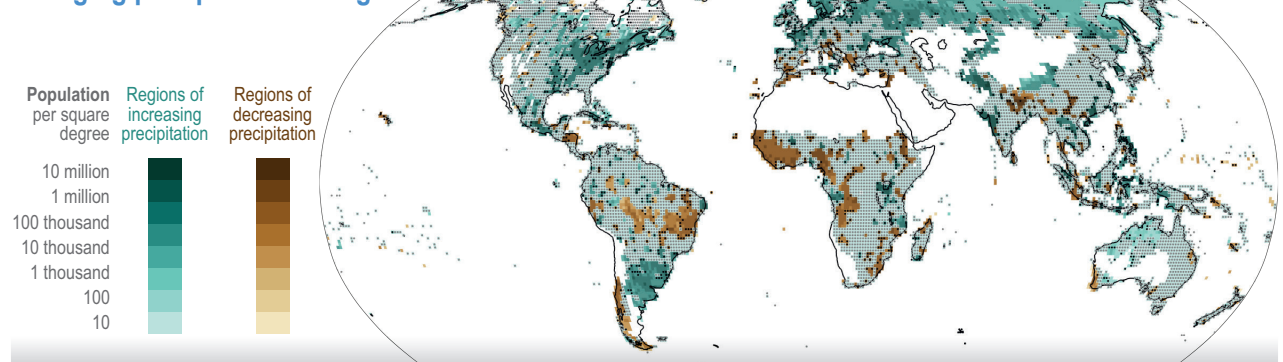 Population
per square
degree
Regions of
increasing
precipitation
Regions of
decreasing
precipitation
10 million
1 million
100 thousand
10 thousand
1 thousand
100
10